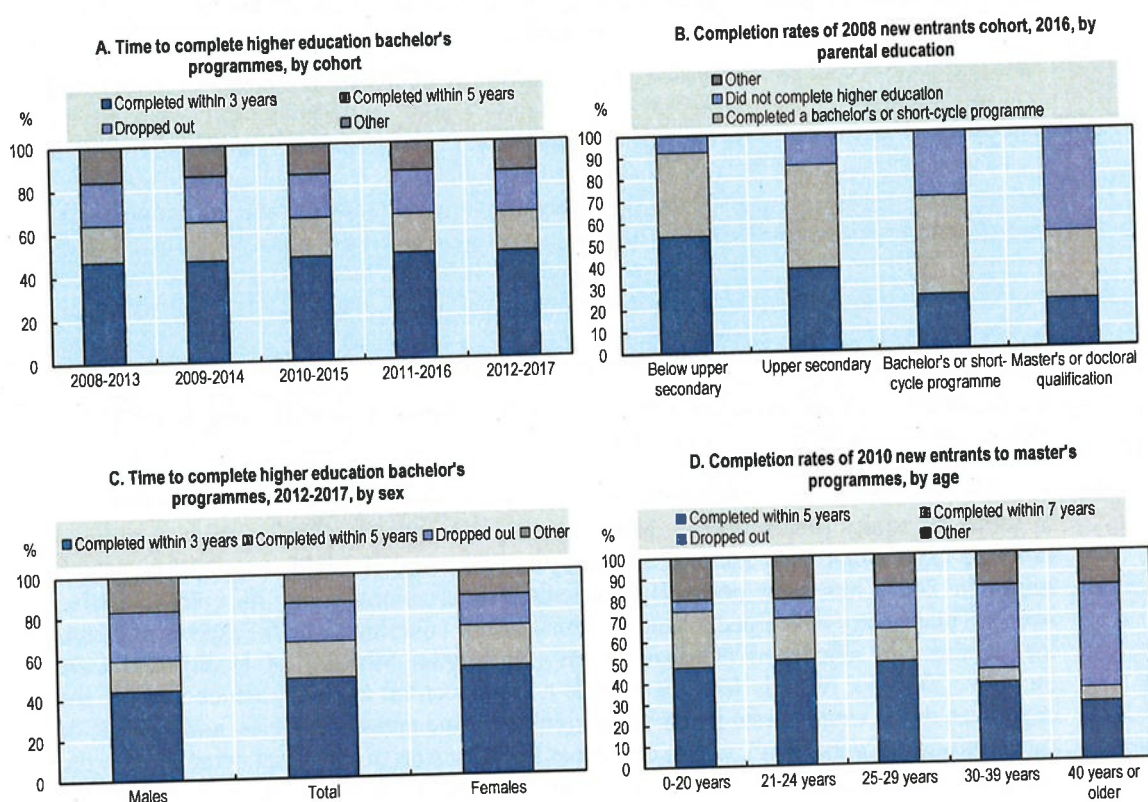 A. Time to complete higher education bachelor's
programmes, by cohort
Completed within 3 years
Completed within 5 years
Dropped out
Other
%
100
80
60
40
20
0
2008-2013
2009-2014
2010-2015
2011-2016
2012-2017
B. Completion rates of 2008 new entrants cohort, 2016, by
parental education
Other
Did not complete higher education
Completed a bachelor's or short-cycle programme
%
100
90
80
70
60
50
40
30
20
10
0
Below upper
secondary
Upper secondary
Bachelor's or short-
cycle programme
Master's or doctoral
qualification
C. Time to complete higher education bachelor's
programmes, 2012-2017, by sex
Completed within 3 years
Completed within 5 years
Dropped out
Other
%
100
80
60
40
20
0
Males
Total
Females
D. Completion rates of 2010 new entrants to master's
programmes, by age
Completed within 5 years
Completed within 7 years
Dropped out
Other
%
100
90
80
70
60
50
40
30
20
10
0
0-20 years
21-24 years
25-29 years
30-39 years
40 years or
older